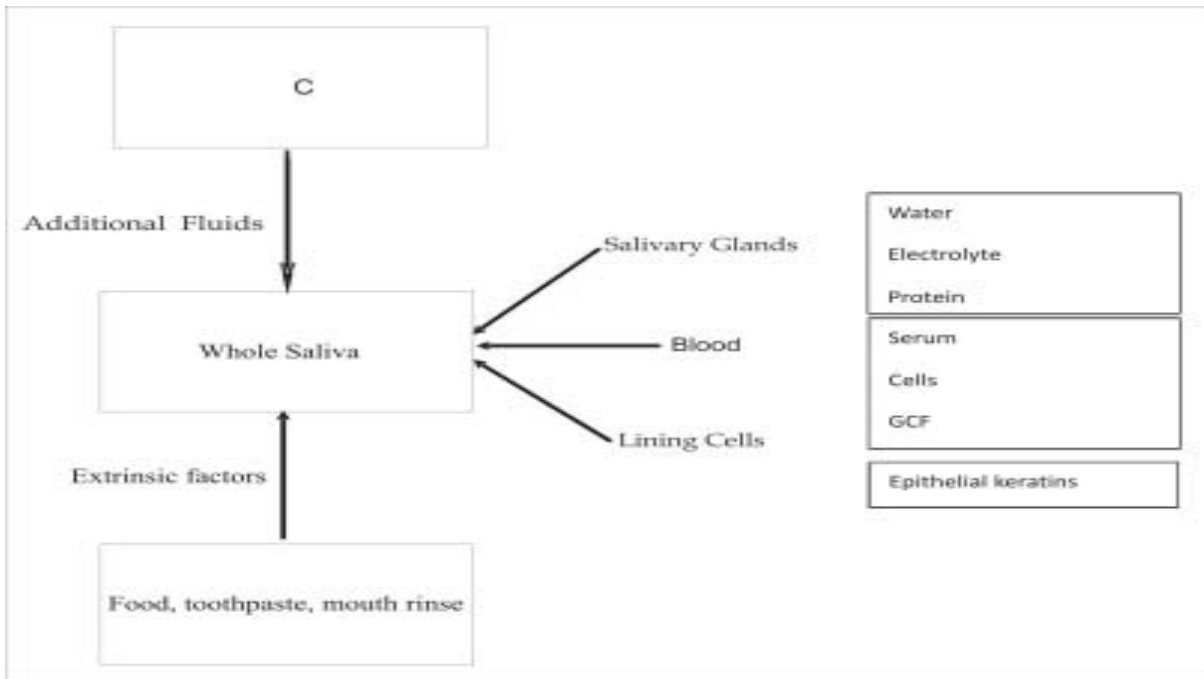 C
Additional Fluids
Salivary Glands
Whole Saliva
Blood
Lining Cells
Extrinsic factors
Food, toothpaste, mouth rinse
Water
Electrolyte
Protein
Serum
Cells
GCF
Epithelial keratins